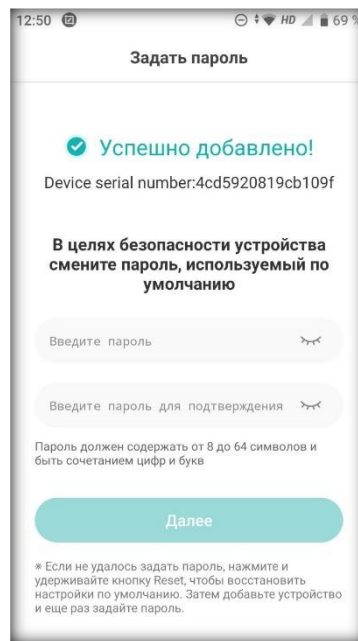 12:50 HD 69 %
Задать пароль
Успешно добавлено!
Device serial number:4cd5920819cb109f
В целях безопасности устройства
смените пароль, используемый по
умолчанию
Введите пароль
Введите пароль для подтверждения
Пароль должен содержать от 8 до 64 символов и
быть сочетанием цифр и букв
Далее
* Если не удалось задать пароль, нажмите и
удерживайте кнопку Reset, чтобы восстановить
настройки по умолчанию. Затем добавьте устройство
и еще раз задайте пароль.